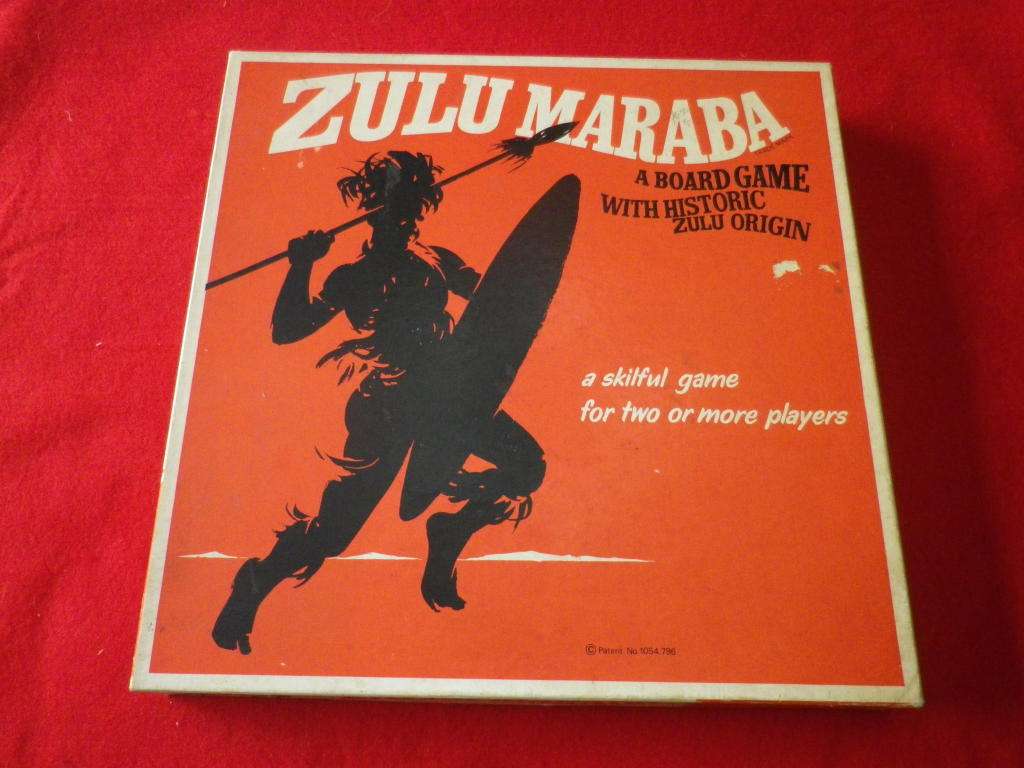 ZULU MARABA
A BOARD GAME
WITH HISTORIC
ZULU ORIGIN
a skilful game
for two or more players
© Patent No. 1054,796